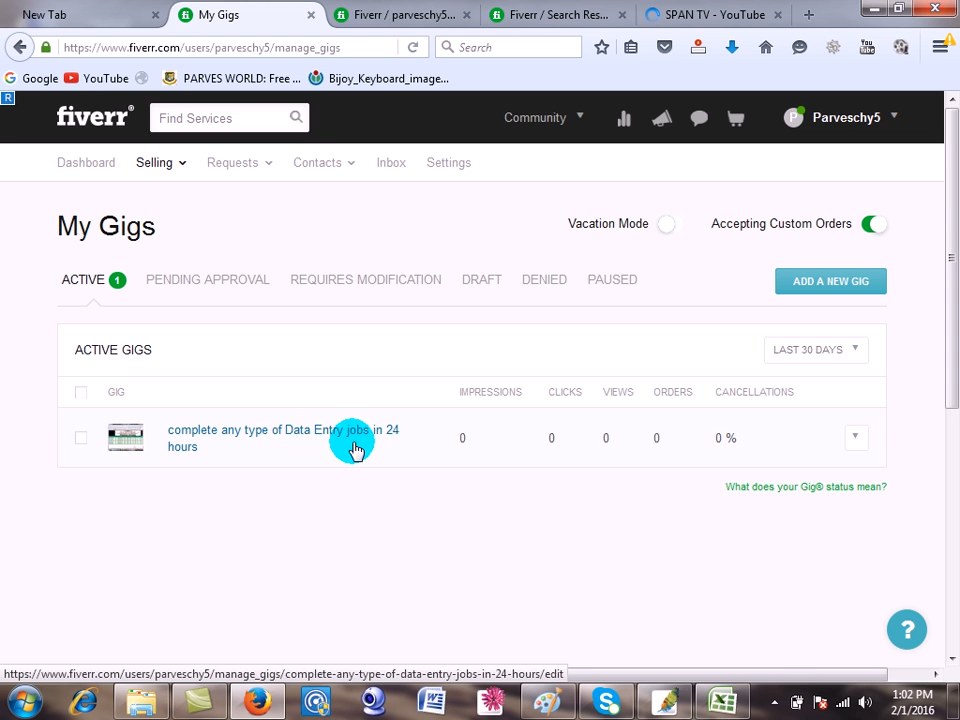 New Tab
My Gigs
Fiverr / parveschy5...
Fiverr / Search Res...
SPAN TV - YouTube
https://www.fiverr.com/users/parveschy5/manage_gigs
Search
Google
YouTube
PARVES WORLD: Free ...
Bijoy_Keyboard_image...
R
fiverr®
Find Services
Community
P
Parveschy5
Dashboard
Selling
Requests
Contacts
Inbox
Settings
My Gigs
Vacation Mode
Accepting Custom Orders
ACTIVE 1
PENDING APPROVAL
REQUIRES MODIFICATION
DRAFT
DENIED
PAUSED
ADD A NEW GIG
ACTIVE GIGS
LAST 30 DAYS
GIG
IMPRESSIONS
CLICKS
VIEWS
ORDERS
CANCELLATIONS
complete any type of Data Entry jobs in 24
hours
0
0
0
0
0 %
What does your Gig® status mean?
?
https://www.fiverr.com/users/parveschy5/manage_gigs/complete-any-type-of-data-entry-jobs-in-24-hours/edit
1:02 PM
2/1/2016